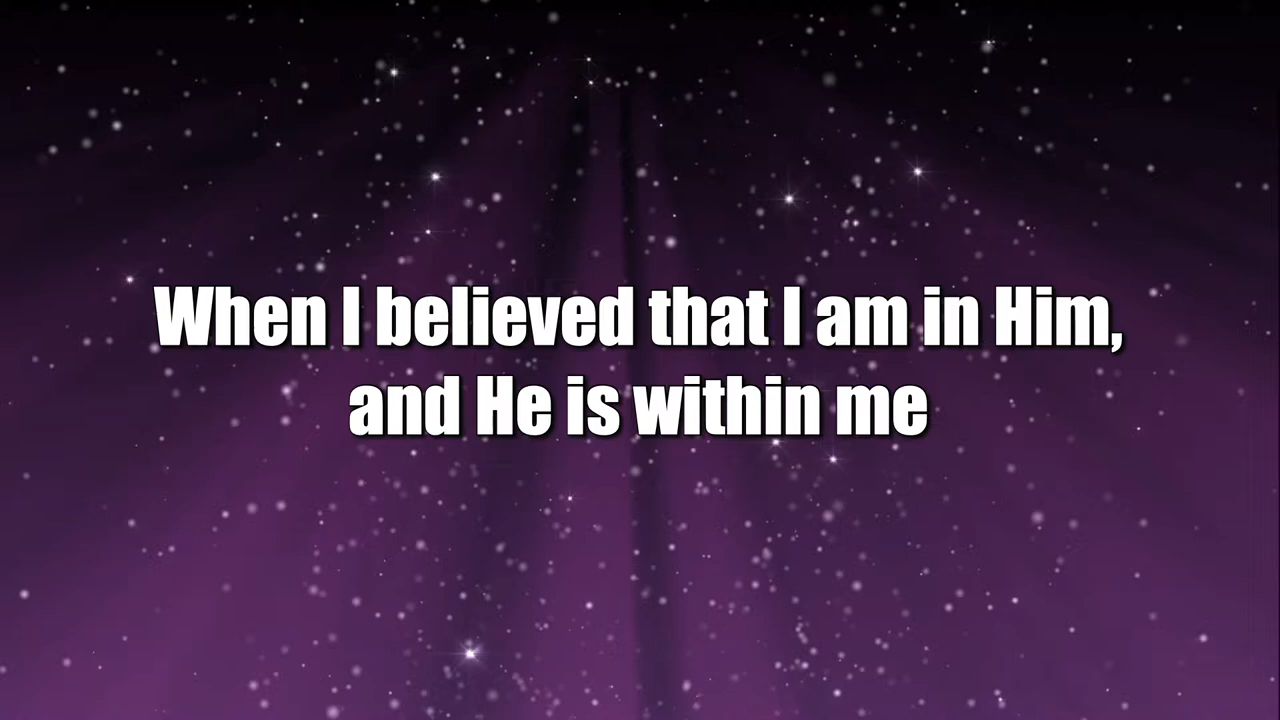 When I believed that I am in Him,
and He is within me